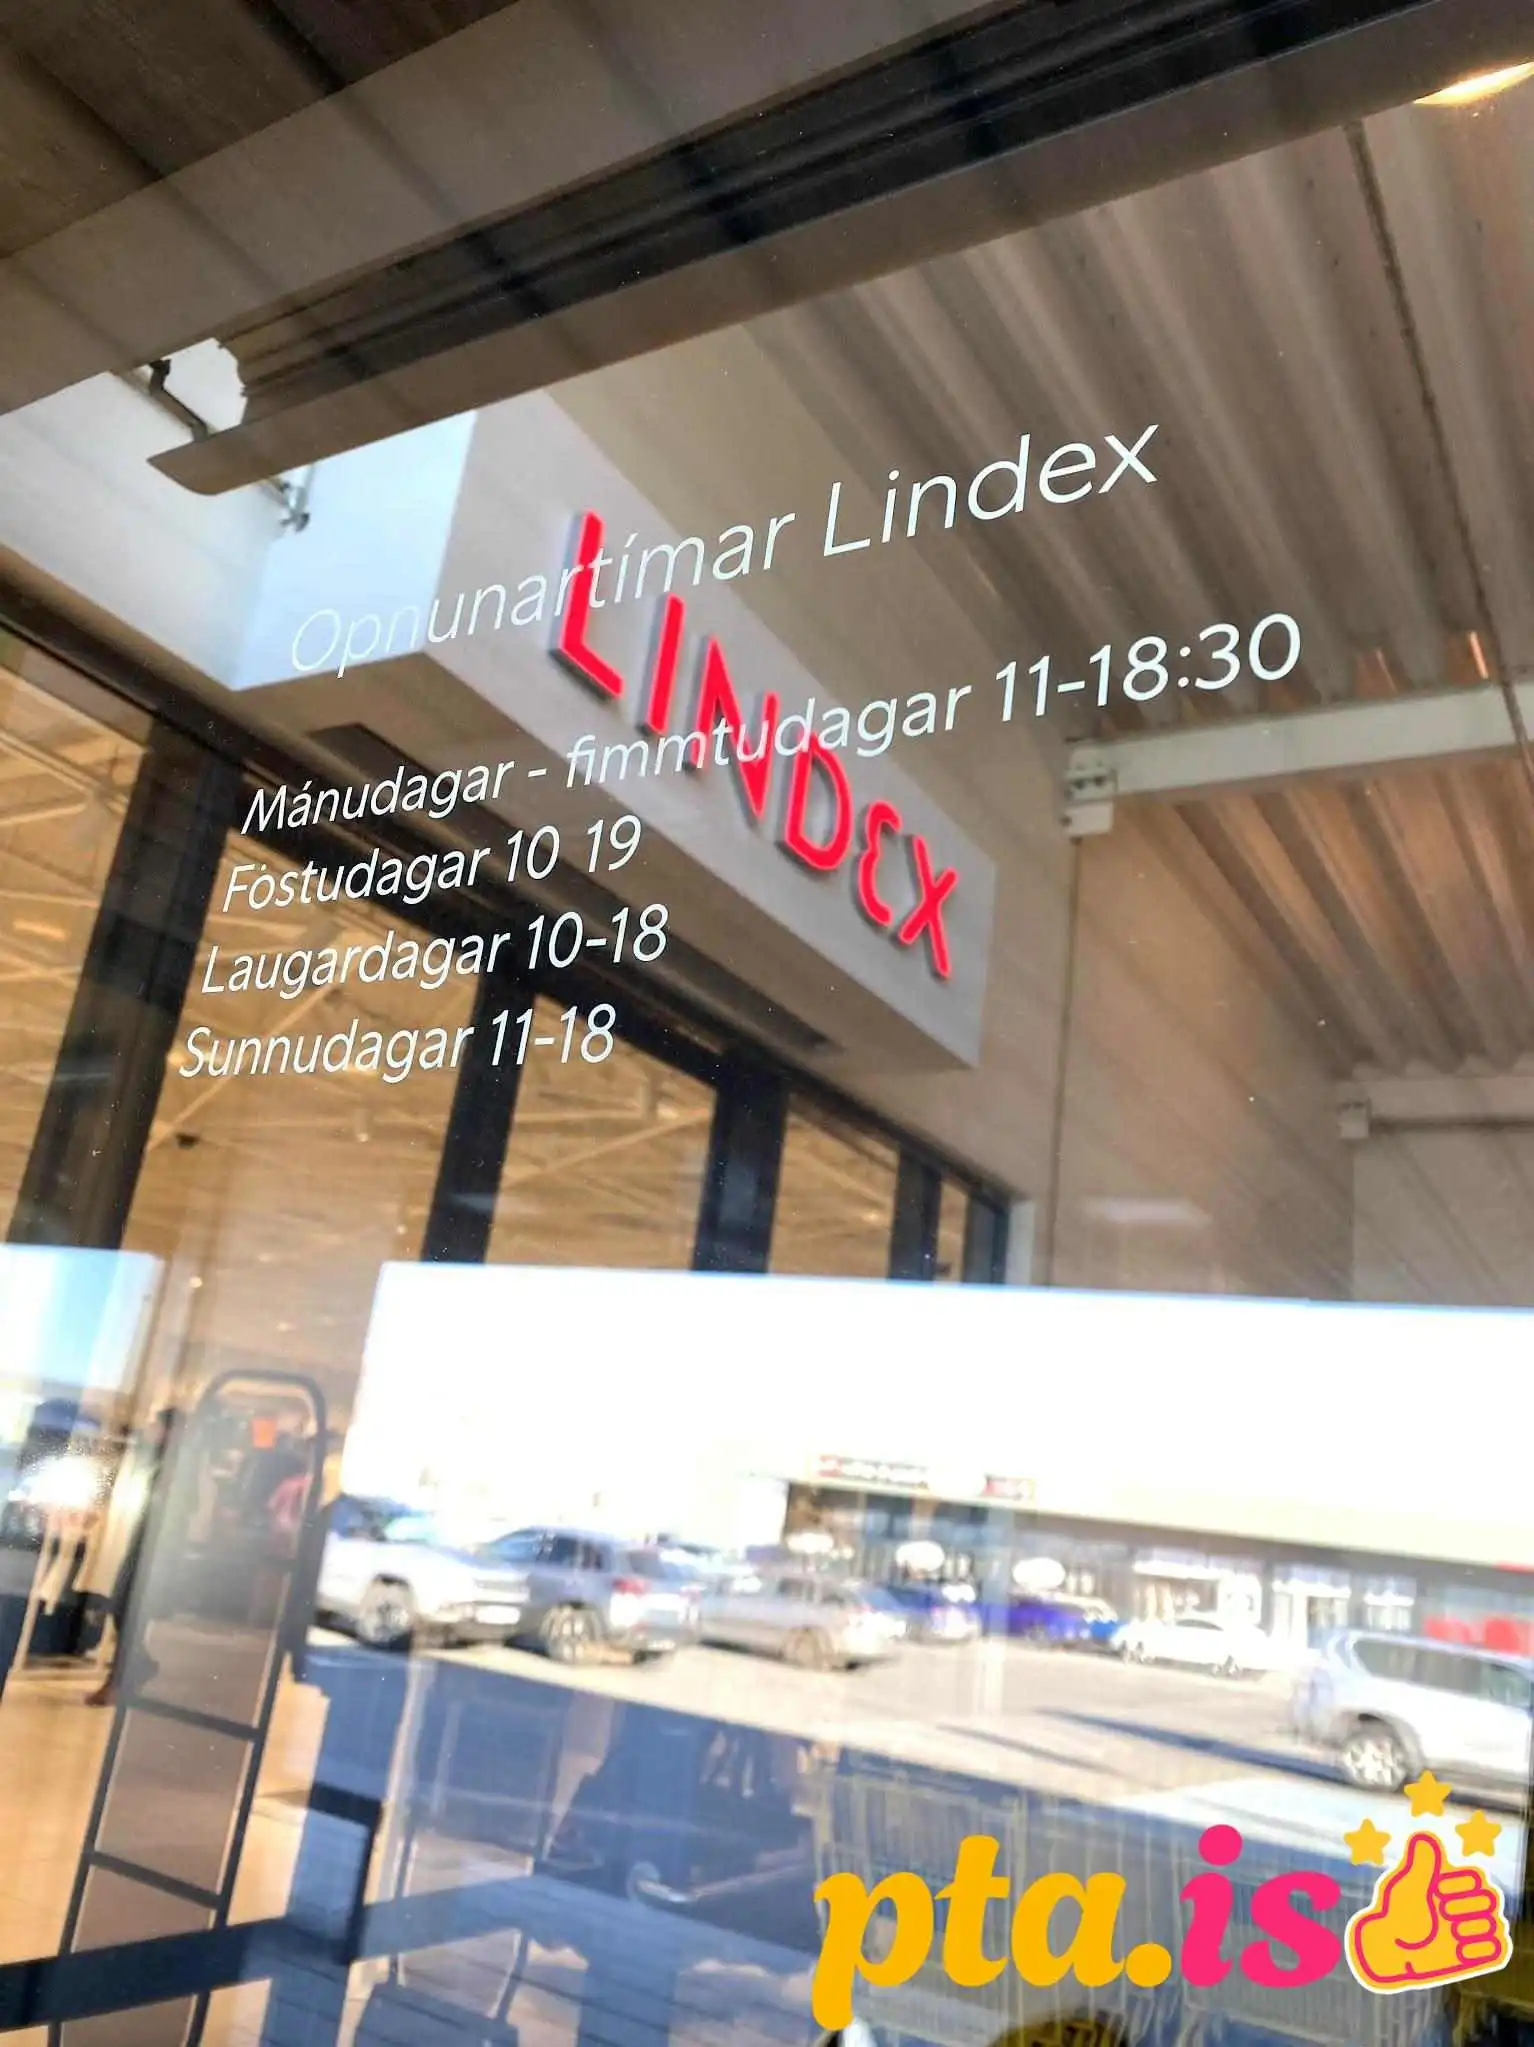 Opnunartímar Lindex
LINDEX
Mánudagar - fimmtudagar 11-18:30
Föstudagar 10 19
Laugardagar 10-18
Sunnudagar 11-18
pta.is